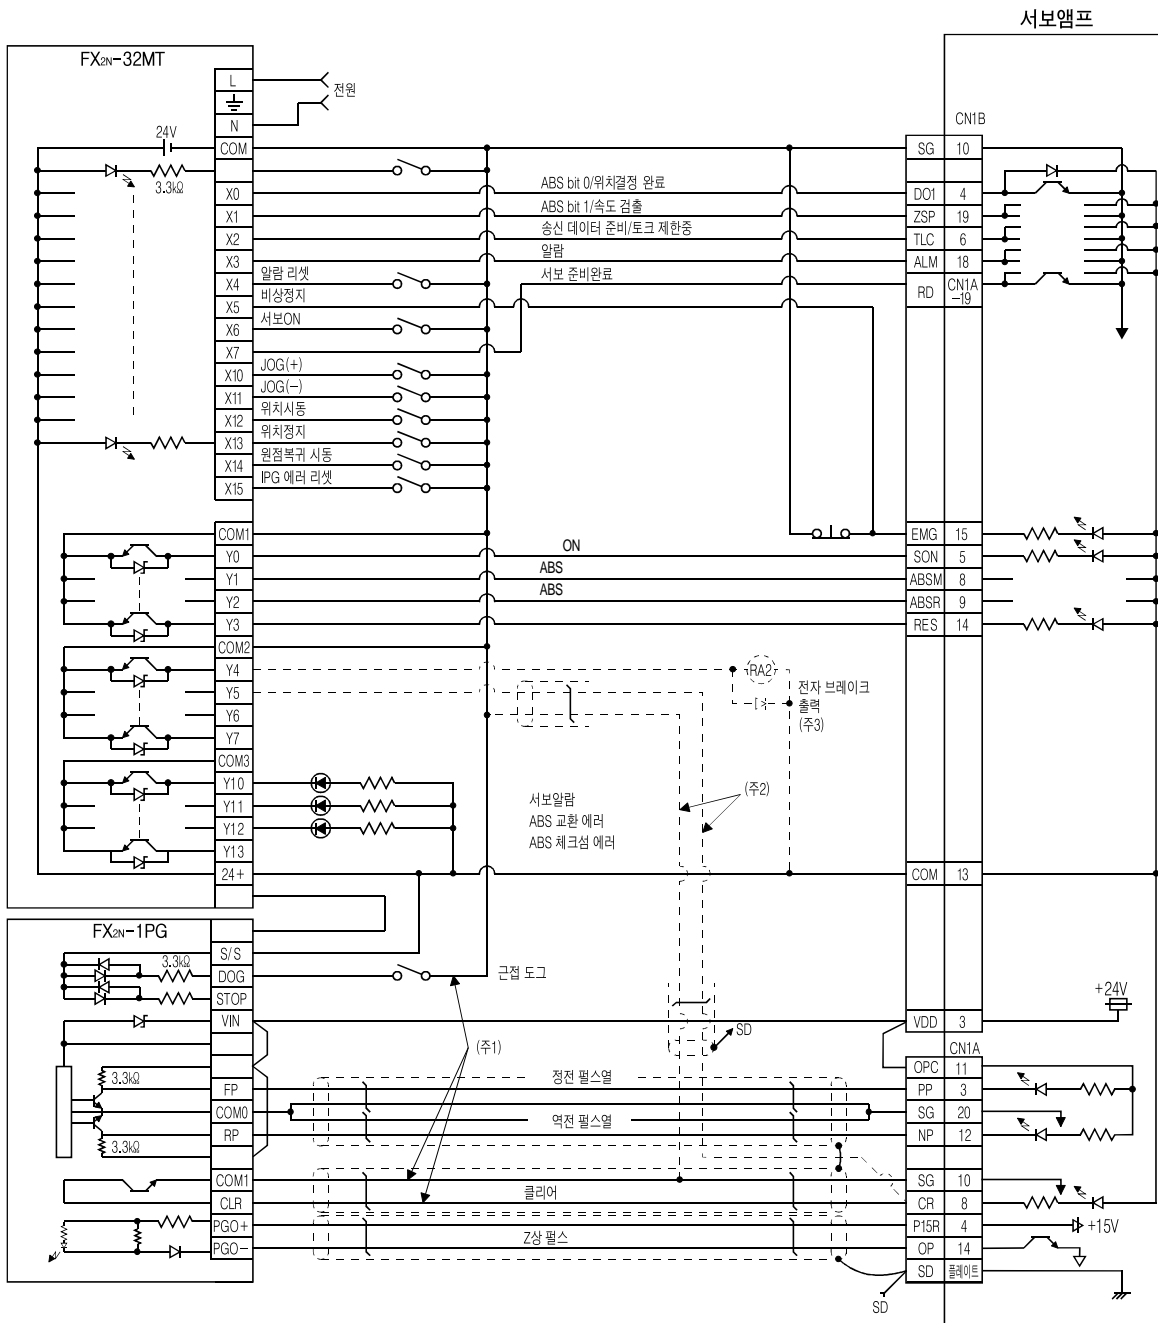 서보앰프
FX2N-32MT
L
전원
N
CN1B
24V
COM
SG 10
3.3kΩ
X0 ABS bit 0/위치결정 완료 DO1 4
X1 ABS bit 1/속도 검출 ZSP 19
X2 송신 데이터 준비/토크 제한중 TLC 6
X3 알람 ALM 18
X4 알람 리셋 서보 준비완료 RD CN1A-19
X5 비상정지
X6 서보ON
X7
X10 JOG(+)
X11 JOG(-)
X12 위치시동
X13 위치정지
X14 원점복귀 시동
X15 IPG 에러 리셋
COM1 EMG 15
Y0 ON SON 5
Y1 ABS ABSM 8
Y2 ABS ABSR 9
Y3 RES 14
COM2
Y4 RA2
Y5 전자 브레이크
Y6 출력
Y7 (주3)
COM3
Y10 (주2)
Y11 서보알람
Y12 ABS 교환 에러
Y13 ABS 체크섬 에러
24+ COM 13
FX2N-1PG
S/S
3.3kΩ
DOG 근접 도그
STOP +24V
VIN SD VDD 3
(주1) CN1A
OPC 11
3.3kΩ 정전 펄스열
FP PP 3
COM0 SG 20
RP 역전 펄스열 NP 12
3.3kΩ
COM1 SG 10
CLR 클리어 CR 8
PGO+ P15R 4 +15V
PGO- Z상 펄스 OP 14
SD 플레이트
SD